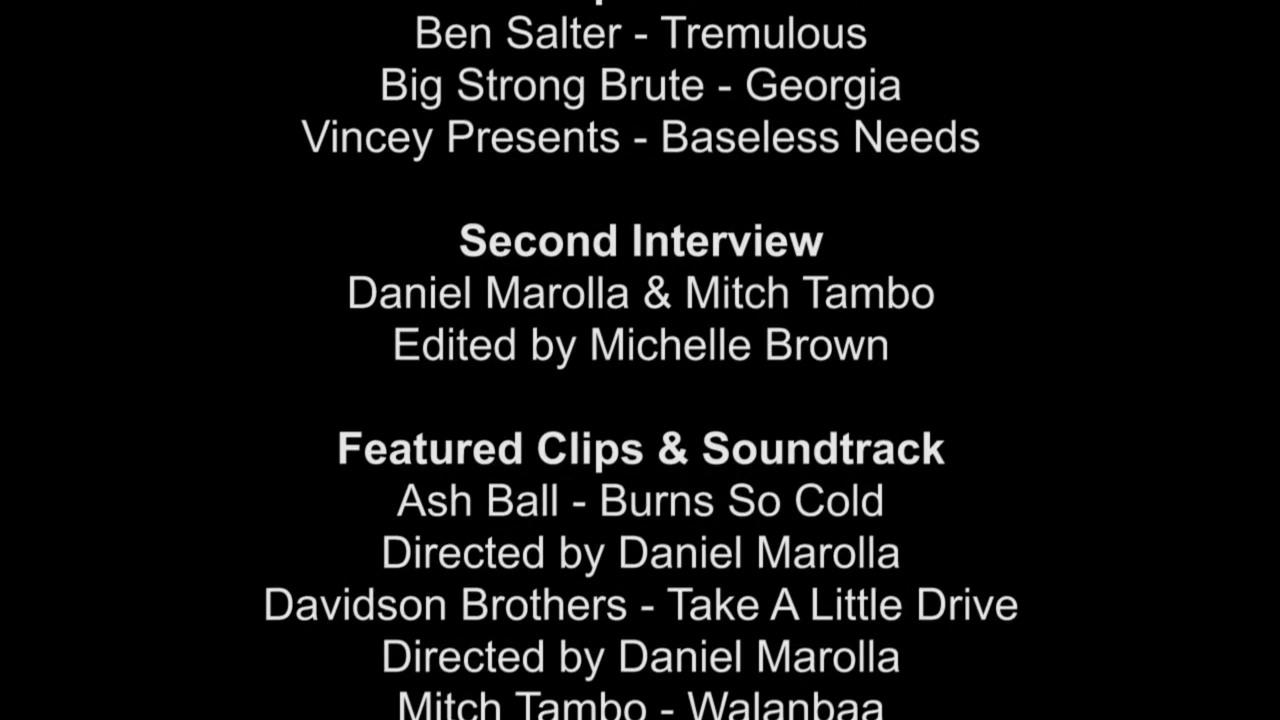 Ben Salter - Tremulous
Big Strong Brute - Georgia
Vincey Presents - Baseless Needs
Second Interview
Daniel Marolla & Mitch Tambo
Edited by Michelle Brown
Featured Clips & Soundtrack
Ash Ball - Burns So Cold
Directed by Daniel Marolla
Davidson Brothers - Take A Little Drive
Directed by Daniel Marolla
Mitch Tambo - Walanbaa